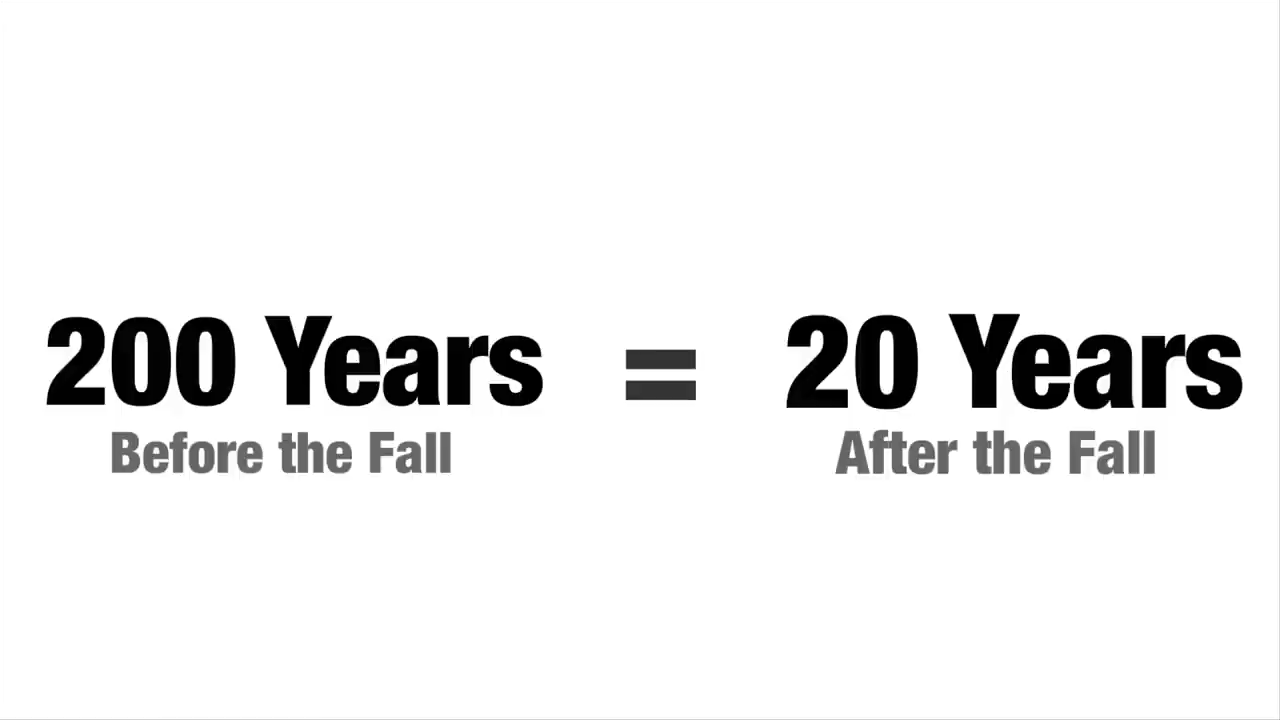 200 Years = 20 Years
Before the Fall After the Fall